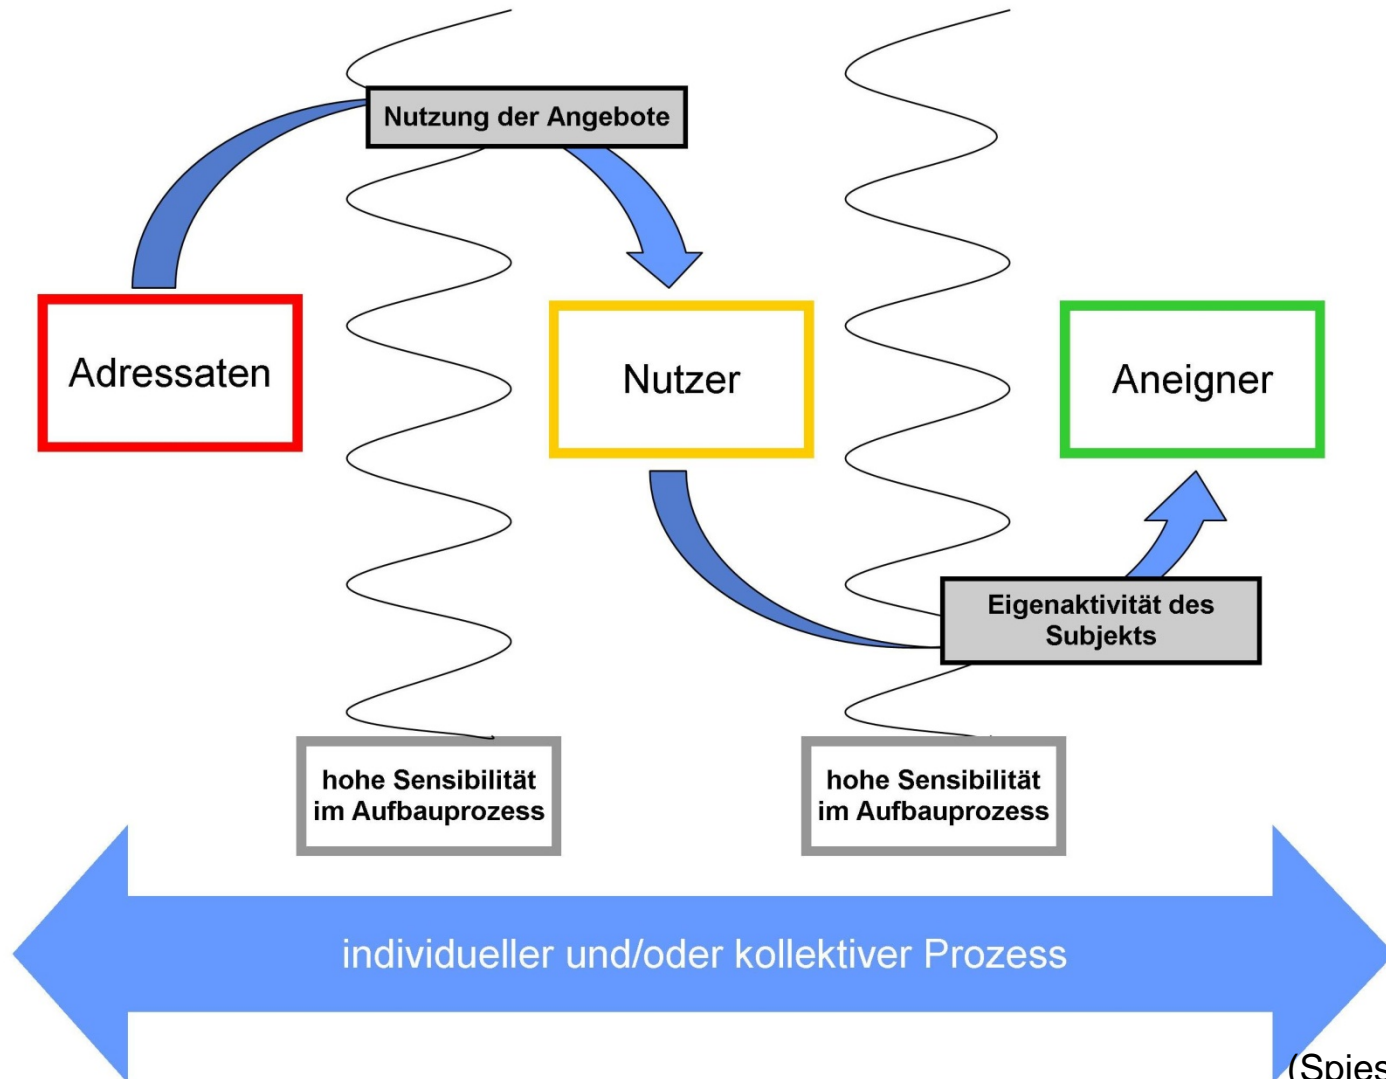 Nutzung der Angebote
Adressaten
Nutzer
Aneigner
Eigenaktivität des
Subjekts
hohe Sensibilität
im Aufbauprozess
hohe Sensibilität
im Aufbauprozess
individueller und/oder kollektiver Prozess
(Spies